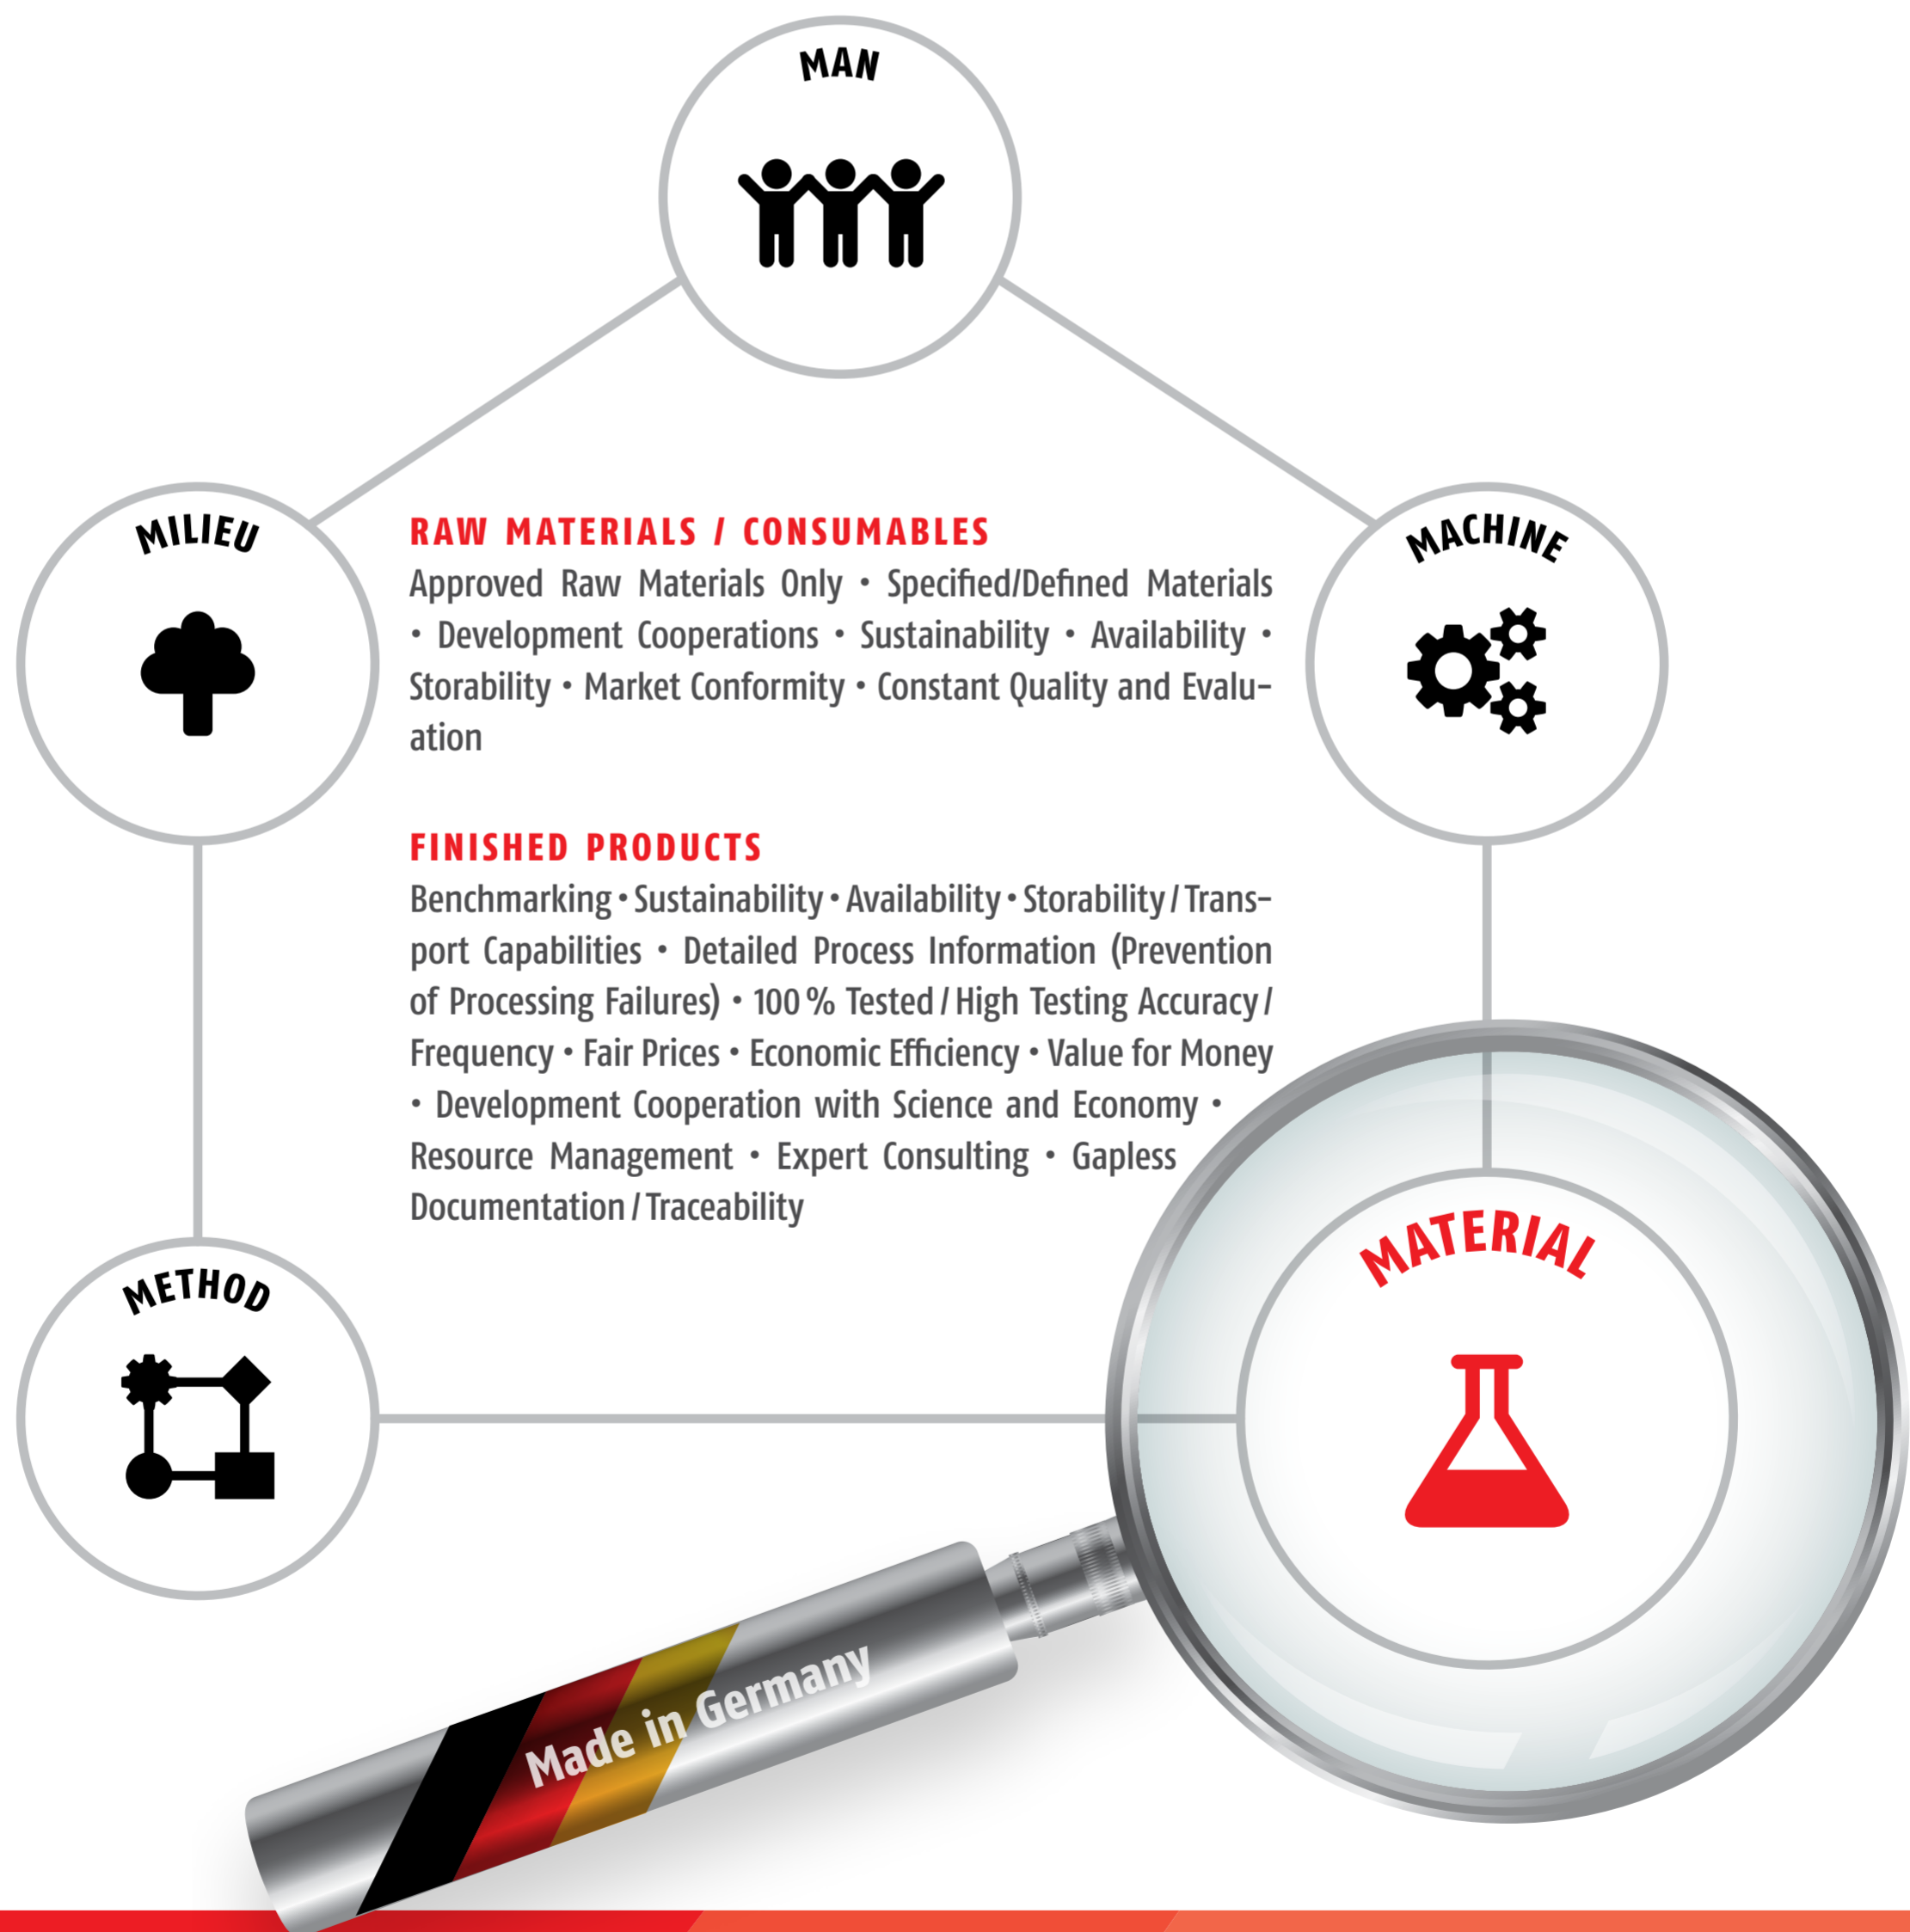 MAN
MILIEU
MACHINE
RAW MATERIALS / CONSUMABLES
Approved Raw Materials Only • Specified/Defined Materials
• Development Cooperations • Sustainability • Availability •
Storability • Market Conformity • Constant Quality and Evalu-
ation
FINISHED PRODUCTS
Benchmarking • Sustainability • Availability • Storability / Trans-
port Capabilities • Detailed Process Information (Prevention
of Processing Failures) • 100 % Tested / High Testing Accuracy /
Frequency • Fair Prices • Economic Efficiency • Value for Money
• Development Cooperation with Science and Economy •
Resource Management • Expert Consulting • Gapless
Documentation / Traceability
METHOD
MATERIAL
Made in Germany